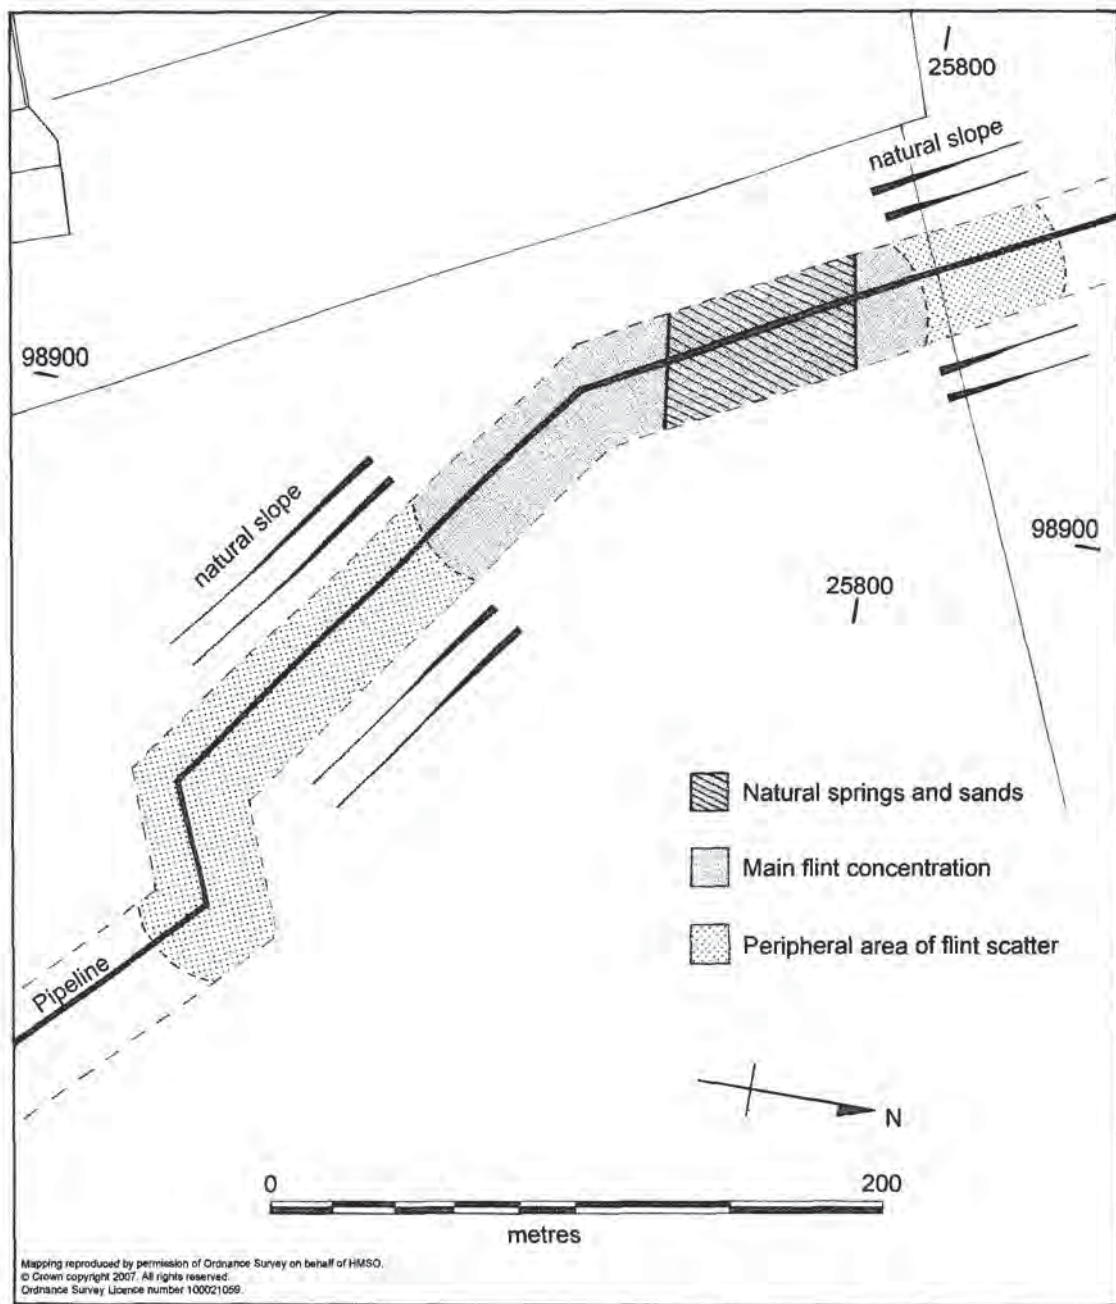 25800
natural slope
98900
natural slope
98900
25800
Natural springs and sands
Main flint concentration
Peripheral area of flint scatter
Pipeline
N
0 200
metres
Mapping reproduced by permission of Ordnance Survey on behalf of HMSO.
© Crown copyright 2007. All rights reserved.
Ordnance Survey Licence number 100021059.